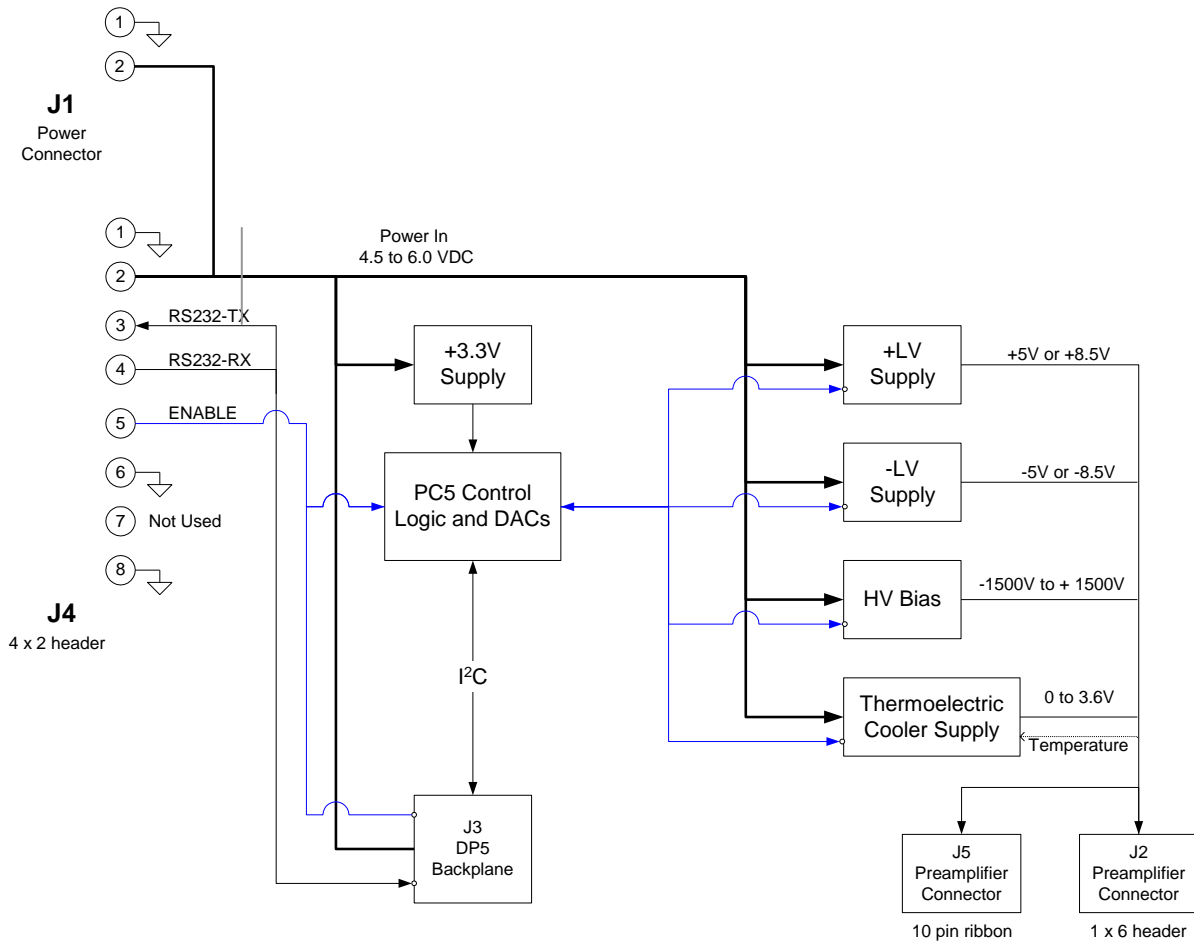 1
2
J1
Power
Connector
1
2
3
4
5
6
7
8
RS232-TX
RS232-RX
ENABLE
Not Used
J4
4 x 2 header
Power In
4.5 to 6.0 VDC
+3.3V
Supply
PC5 Control
Logic and DACs
I²C
J3
DP5
Backplane
+LV
Supply
+5V or +8.5V
-LV
Supply
-5V or -8.5V
HV Bias
-1500V to + 1500V
Thermoelectric
Cooler Supply
0 to 3.6V
Temperature
J5
Preamplifier
Connector
10 pin ribbon
J2
Preamplifier
Connector
1 x 6 header